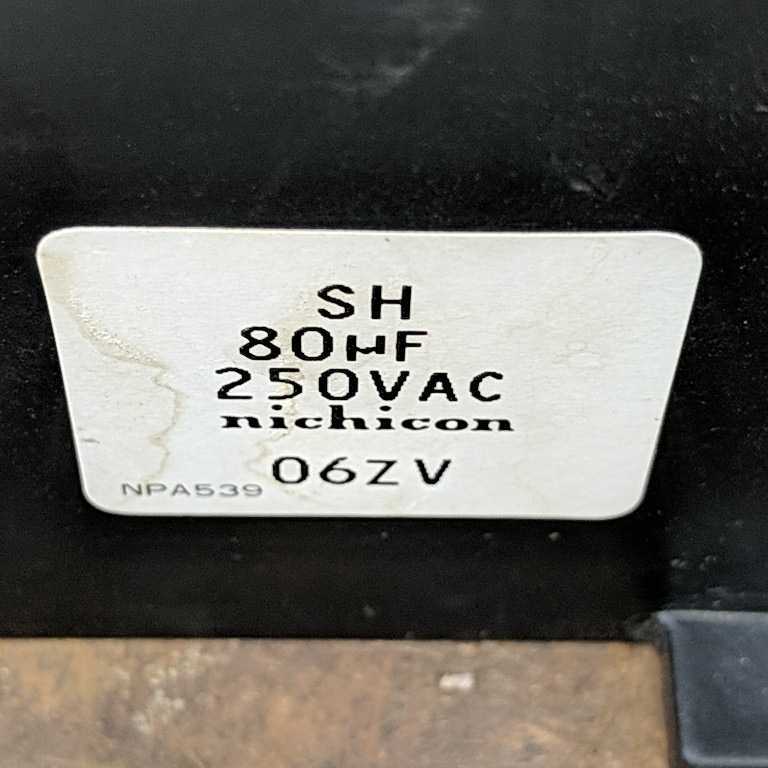 SH
80µF
250VAC
nichicon
06ZV
NPA539